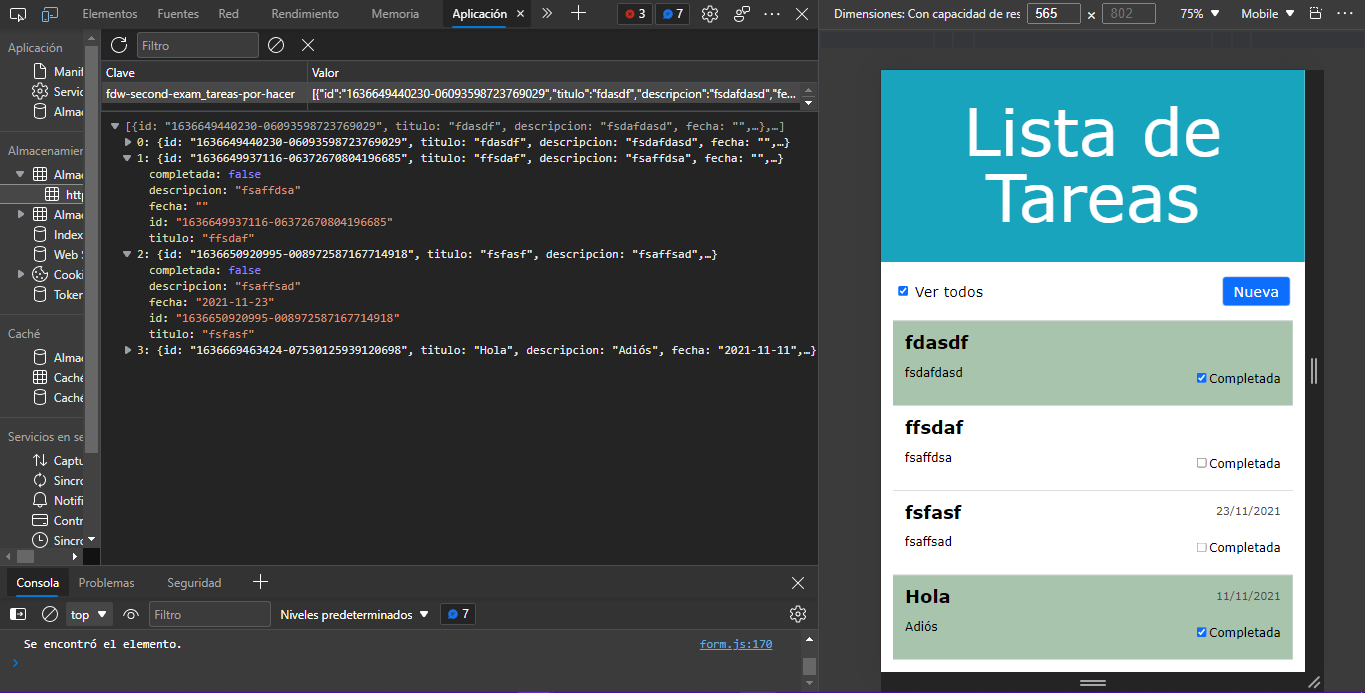 Elementos Fuentes Red Rendimiento Memoria Aplicación 3 7
Dimensiones: Con capacidad de res 565 x 802 75% Mobile
Aplicación
Manif
Servic
Almac
Almacenamien
Almac
http
Almac
Index
Web S
Cooki
Token
Caché
Almac
Caché
Caché
Servicios en se
Captu
Sincro
Notifi
Contr
Sincro
Filtro
Clave Valor
fdw-second-exam_tareas-por-hacer [{"id":"1636649440230-06093598723769029","titulo":"fdasdf","descripcion":"fsdafdasd","fe...
[{id: "1636649440230-06093598723769029", titulo: "fdasdf", descripcion: "fsdafdasd", fecha: "",…},…]
0: {id: "1636649440230-06093598723769029", titulo: "fdasdf", descripcion: "fsdafdasd", fecha: "",…}
1: {id: "1636649937116-06372670804196685", titulo: "ffsdaf", descripcion: "fsaffdsa", fecha: "",…}
completada: false
descripcion: "fsaffdsa"
fecha: ""
id: "1636649937116-06372670804196685"
titulo: "ffsdaf"
2: {id: "1636650920995-008972587167714918", titulo: "fsfasf", descripcion: "fsaffsad",…}
completada: false
descripcion: "fsaffsad"
fecha: "2021-11-23"
id: "1636650920995-008972587167714918"
titulo: "fsfasf"
3: {id: "1636669463424-07530125939120698", titulo: "Hola", descripcion: "Adiós", fecha: "2021-11-11",…}
Consola Problemas Seguridad
top Filtro Niveles predeterminados 7
Se encontró el elemento. form.js:170
Lista de
Tareas
Ver todos Nueva
fdasdf
fsdafdasd
Completada
ffsdaf
fsaffdsa
Completada
fsfasf 23/11/2021
fsaffsad
Completada
Hola 11/11/2021
Adiós
Completada